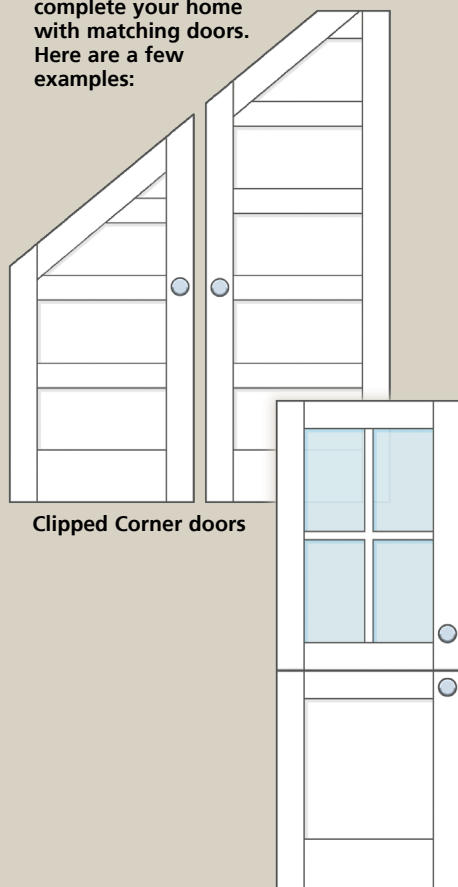 complete your home
with matching doors.
Here are a few
examples:
Clipped Corner doors